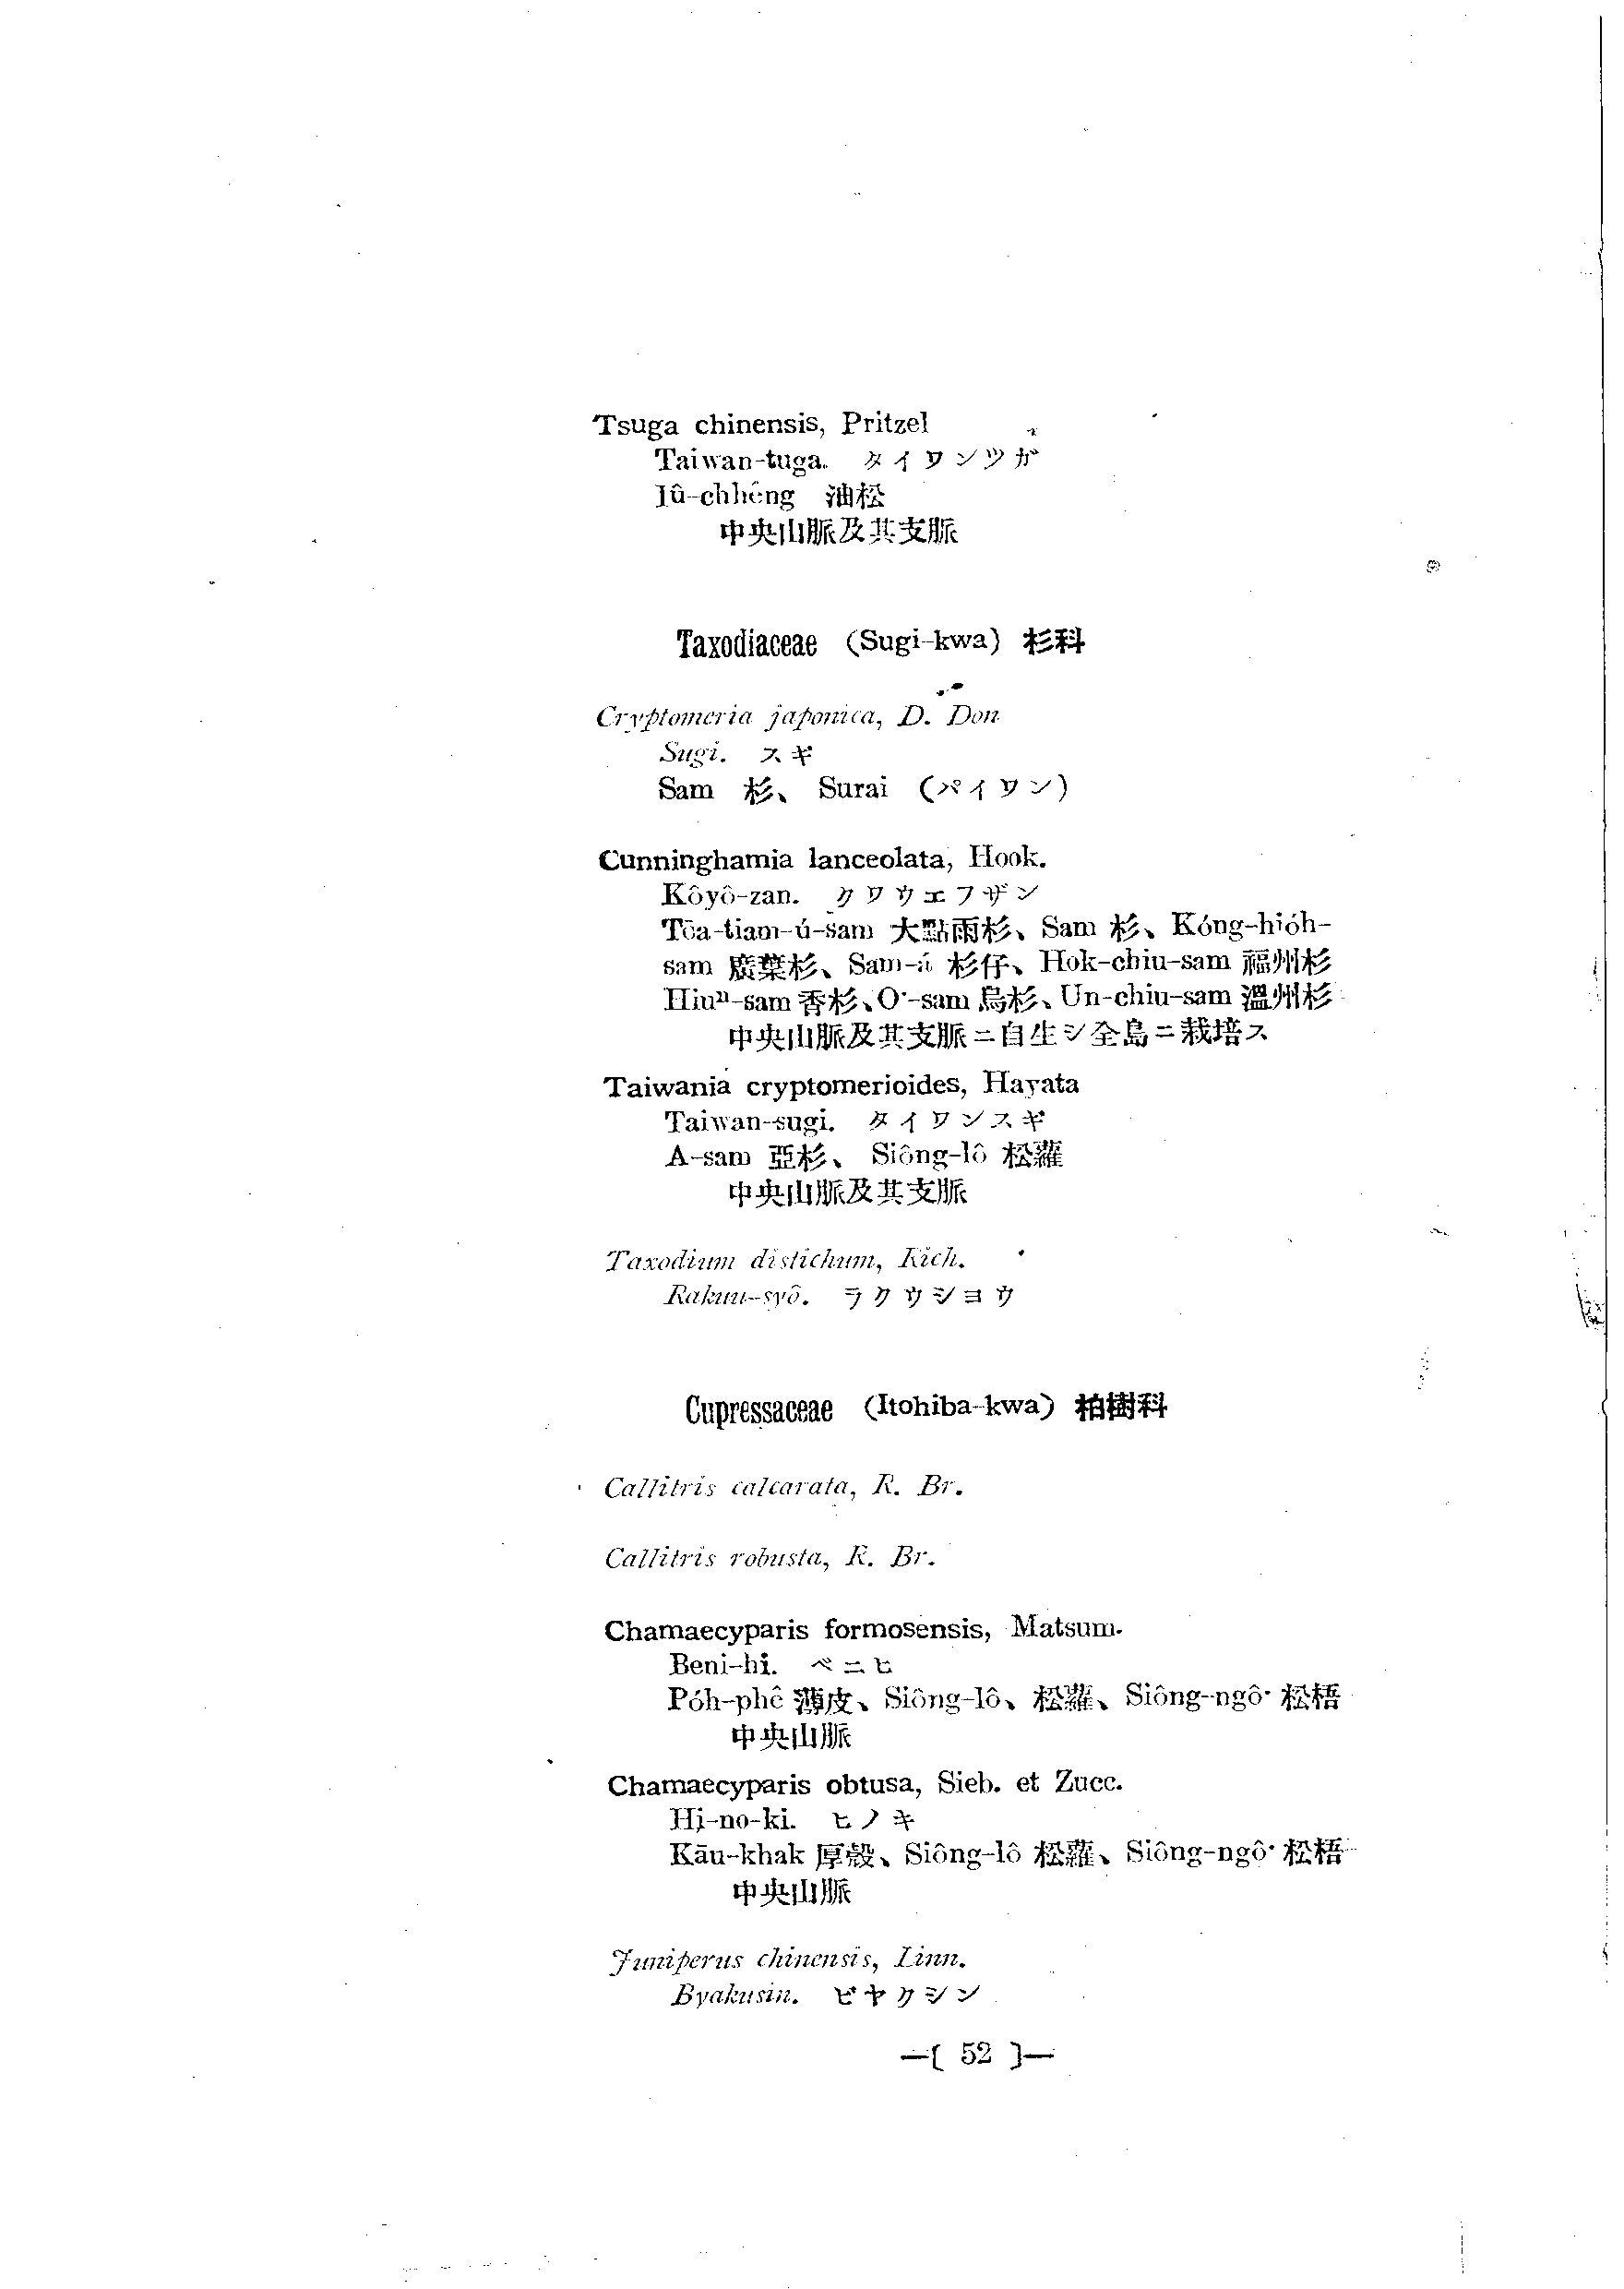 Tsuga chinensis, Pritzel
Taiwan-tuga. タイワンツガ
Iû-chhêng 油松
中央山脈及其支脈
Taxodiaceae (Sugi-kwa) 杉科
Cryptomeria japonica, D. Don
Sugi. スギ
Sam 杉、 Surai (パイワン)
Cunninghamia lanceolata, Hook.
Kôyô-zan. クワウエフザン
Tōa-tiam-ú-sam 大點雨杉、Sam 杉、Kóng-hióh-
sam 廣葉杉、Sam-á 杉仔、Hok-chiu-sam 福州杉
Hiuⁿ-sam 香杉、O·-sam 烏杉、Un-chiu-sam 溫州杉
中央山脈及其支脈ニ自生シ全島ニ栽培ス
Taiwania cryptomerioides, Hayata
Taiwan-sugi. タイワンスギ
A-sam 亞杉、 Siông-lô 松蘿
中央山脈及其支脈
Taxodium distichum, Rich.
Rakuu-syô. ラクウシヨウ
Cupressaceae (Itohiba-kwa) 柏樹科
Callitris calcarata, R. Br.
Callitris robusta, R. Br.
Chamaecyparis formosensis, Matsum.
Beni-hi. ベニヒ
Póh-phê 薄皮、Siông-lô、松蘿、Siông-ngô· 松梧
中央山脈
Chamaecyparis obtusa, Sieb. et Zucc.
Hi-no-ki. ヒノキ
Kāu-khak 厚殼、Siông-lô 松蘿、Siông-ngô· 松梧
中央山脈
Juniperus chinensis, Linn.
Byakusin. ビヤクシン
—[ 52 ]—